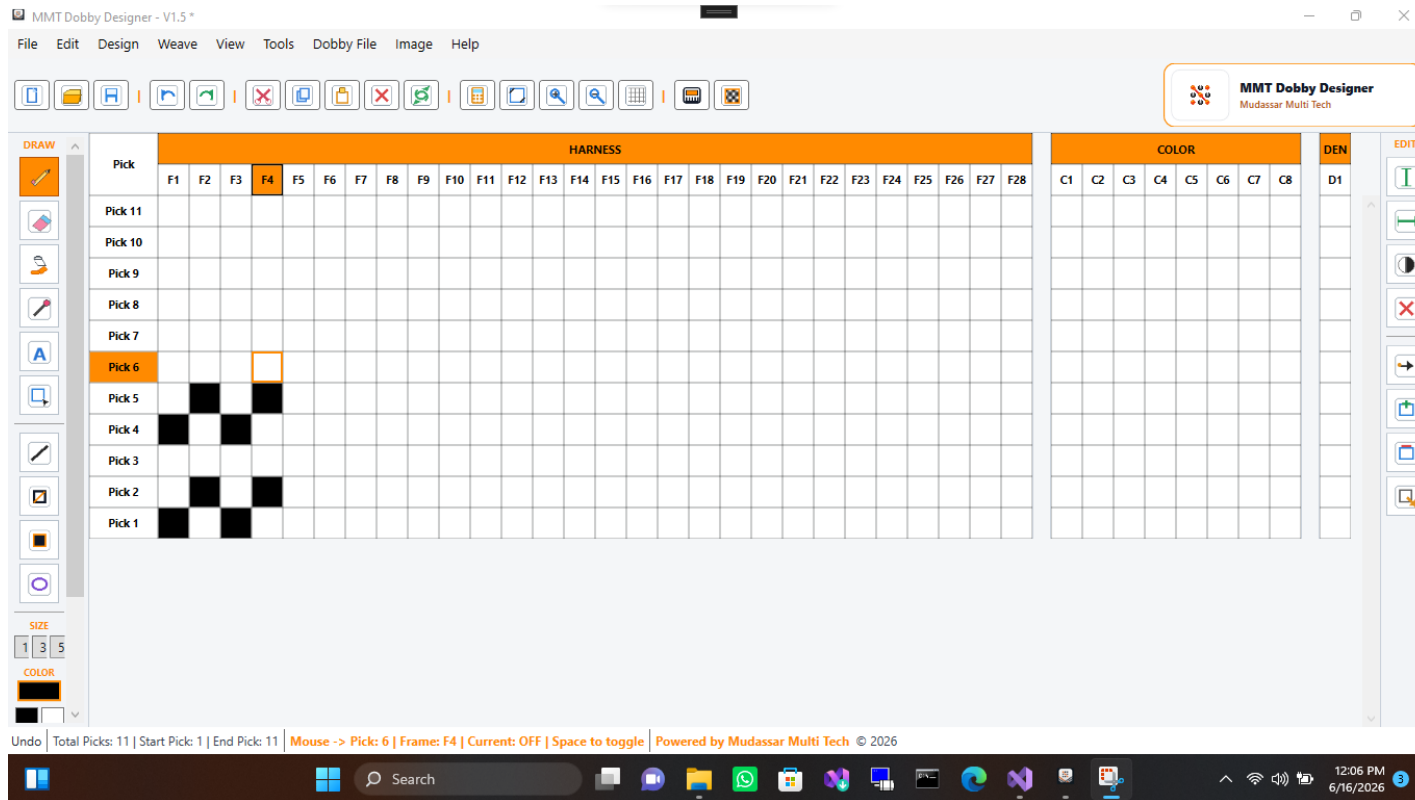 MMT Dobby Designer - V1.5 *
File Edit Design Weave View Tools Dobby File Image Help
MMT Dobby Designer
Mudassar Multi Tech
DRAW
Pick
HARNESS
COLOR
DEN
EDIT
F1 F2 F3 F4 F5 F6 F7 F8 F9 F10 F11 F12 F13 F14 F15 F16 F17 F18 F19 F20 F21 F22 F23 F24 F25 F26 F27 F28
C1 C2 C3 C4 C5 C6 C7 C8
D1
Pick 11
Pick 10
Pick 9
Pick 8
Pick 7
Pick 6
Pick 5
Pick 4
Pick 3
Pick 2
Pick 1
A
SIZE
1 3 5
COLOR
Undo Total Picks: 11 | Start Pick: 1 | End Pick: 11 Mouse -> Pick: 6 | Frame: F4 | Current: OFF | Space to toggle Powered by Mudassar Multi Tech © 2026
Search
12:06 PM
6/16/2026
3